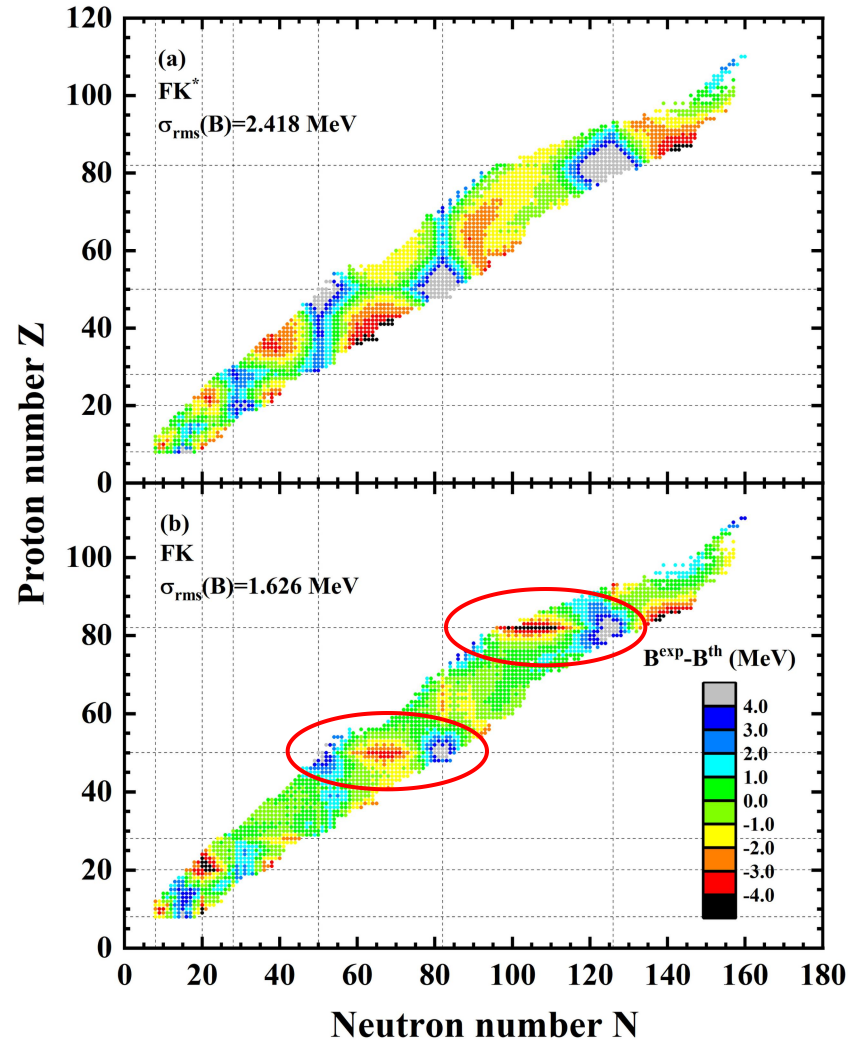 120
(a)
FK*
σrms(B)=2.418 MeV
100
80
60
40
20
0
(b)
FK
σrms(B)=1.626 MeV
100
80
60
40
20
0
Proton number Z
B^exp-B^th (MeV)
4.0
3.0
2.0
1.0
0.0
-1.0
-2.0
-3.0
-4.0
0 20 40 60 80 100 120 140 160 180
Neutron number N